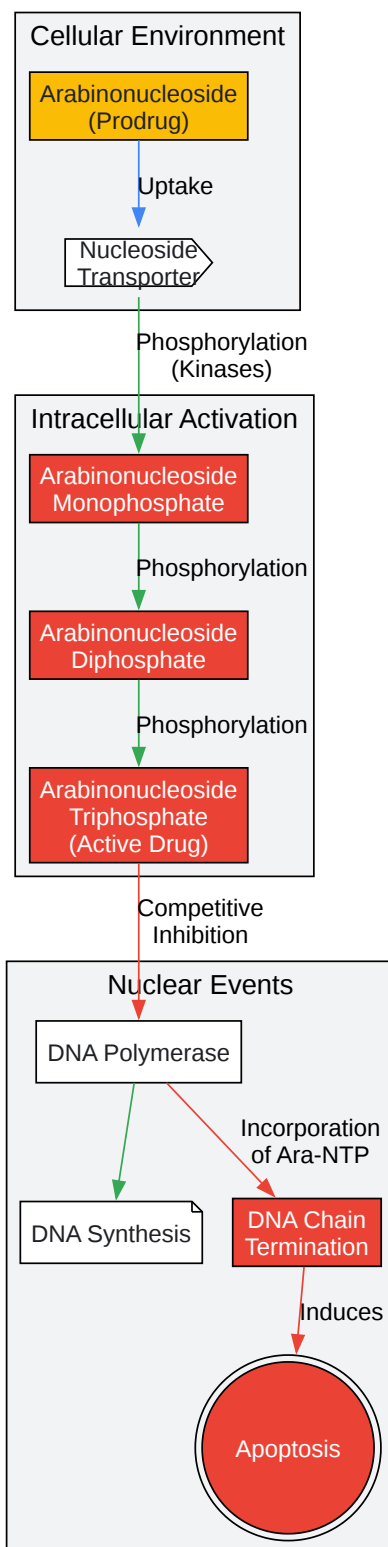 Cellular Environment
Arabinonucleoside
(Prodrug)
Uptake
Nucleoside
Transporter
Phosphorylation
(Kinases)
Intracellular Activation
Arabinonucleoside
Monophosphate
Phosphorylation
Arabinonucleoside
Diphosphate
Phosphorylation
Arabinonucleoside
Triphosphate
(Active Drug)
Competitive
Inhibition
Nuclear Events
DNA Polymerase
Incorporation
of Ara-NTP
DNA Synthesis
DNA Chain
Termination
Induces
Apoptosis